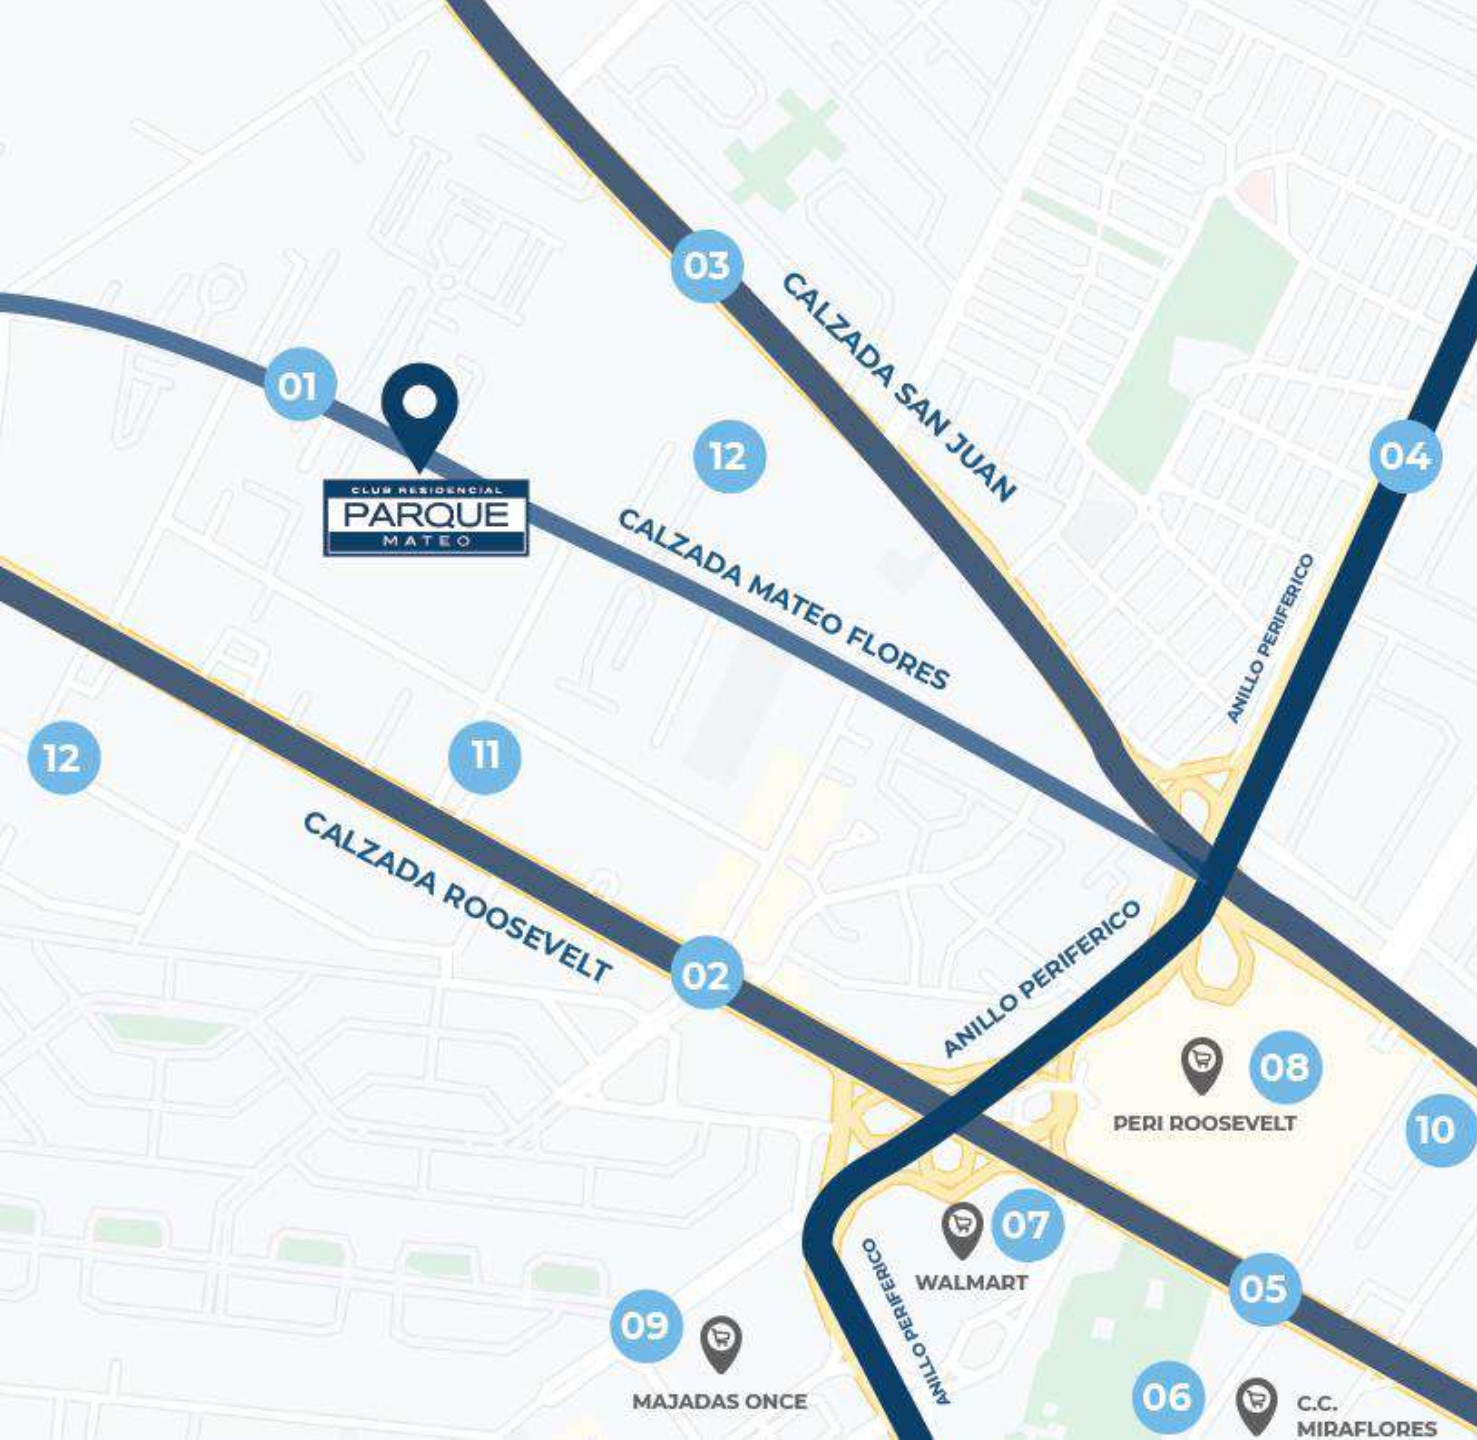 03
CALZADA SAN JUAN
01
12
04
CLUB RESIDENCIAL
PARQUE
MATEO
CALZADA MATEO FLORES
ANILLO PERIFERICO
12
11
CALZADA ROOSEVELT
02
ANILLO PERIFERICO
08
PERI ROOSEVELT
10
07
WALMART
ANILLO PERIFERICO
05
09
MAJADAS ONCE
06
C.C.
MIRAFLORES